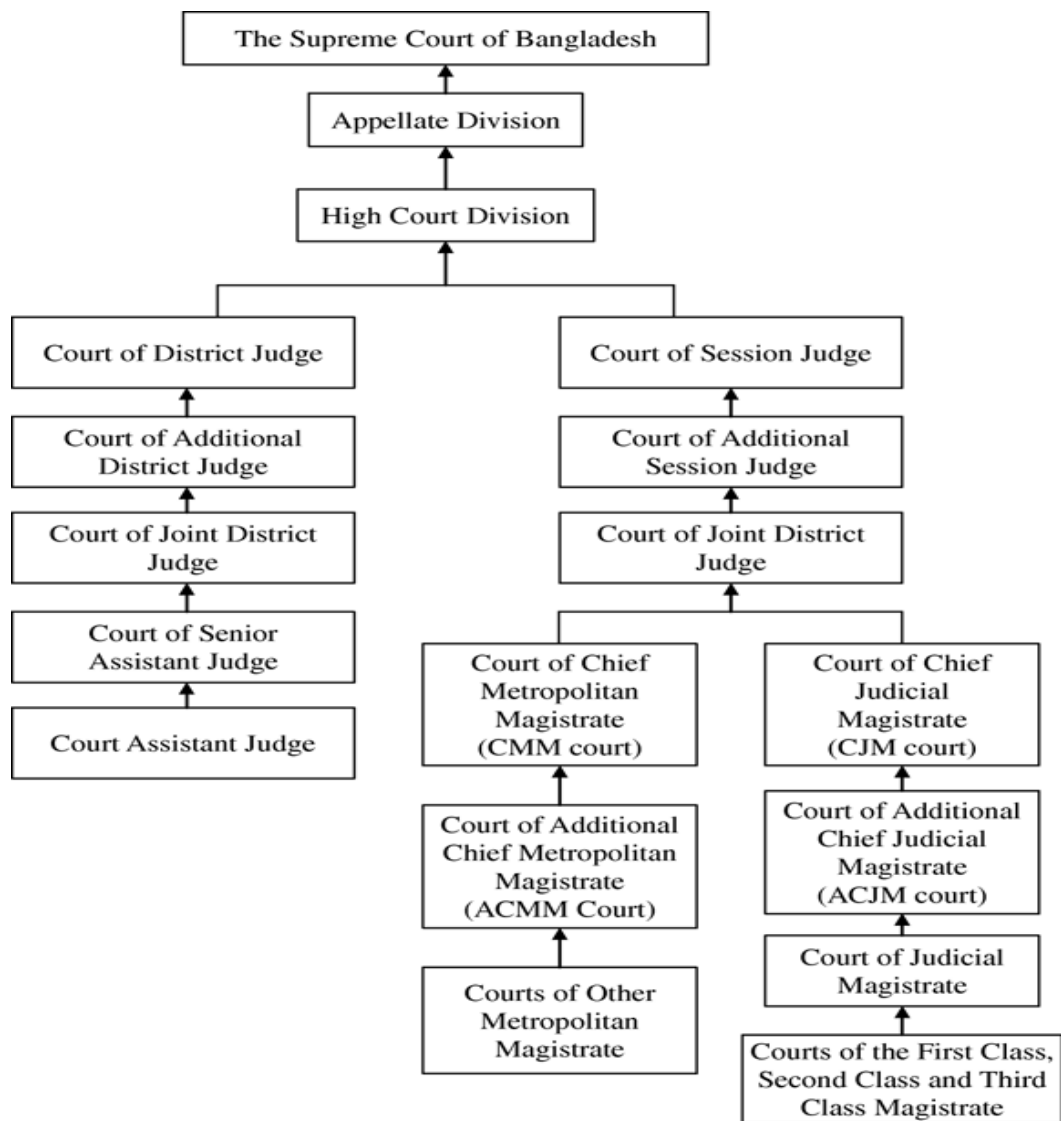 The Supreme Court of Bangladesh
Appellate Division
High Court Division
Court of District Judge
Court of Additional
District Judge
Court of Joint District
Judge
Court of Senior
Assistant Judge
Court Assistant Judge
Court of Session Judge
Court of Additional
Session Judge
Court of Joint District
Judge
Court of Chief
Metropolitan
Magistrate
(CMM court)
Court of Additional
Chief Metropolitan
Magistrate
(ACMM Court)
Courts of Other
Metropolitan
Magistrate
Court of Chief
Judicial
Magistrate
(CJM court)
Court of Additional
Chief Judicial
Magistrate
(ACJM court)
Court of Judicial
Magistrate
Courts of the First Class,
Second Class and Third
Class Magistrate